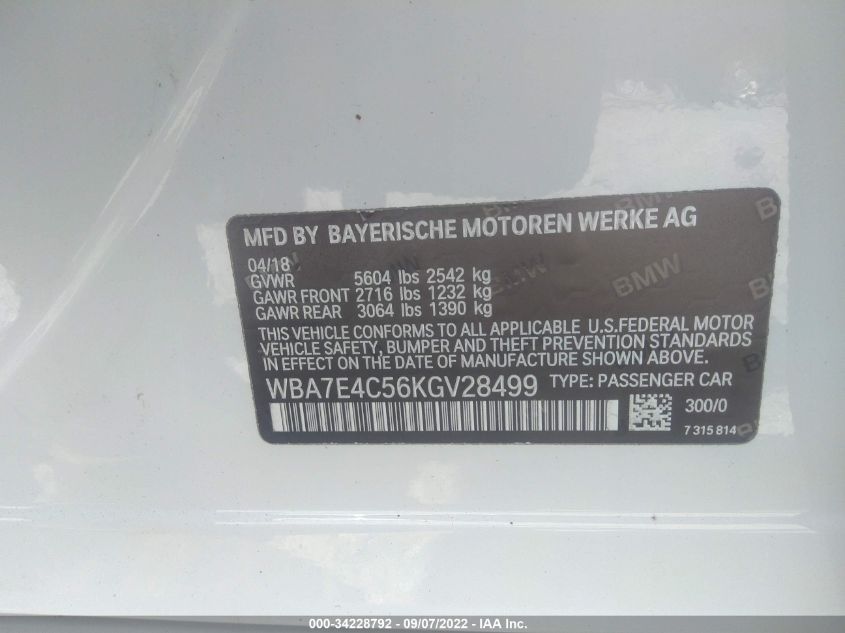 MFD BY BAYERISCHE MOTOREN WERKE AG
04/18
GVWR 5604 lbs 2542 kg
GAWR FRONT 2716 lbs 1232 kg
GAWR REAR 3064 lbs 1390 kg
THIS VEHICLE CONFORMS TO ALL APPLICABLE U.S.FEDERAL MOTOR
VEHICLE SAFETY, BUMPER AND THEFT PREVENTION STANDARDS
IN EFFECT ON THE DATE OF MANUFACTURE SHOWN ABOVE.
WBA7E4C56KGV28499 TYPE: PASSENGER CAR
300/0
7 315 814
BMW
BMW
000-34228792 - 09/07/2022 - IAA Inc.